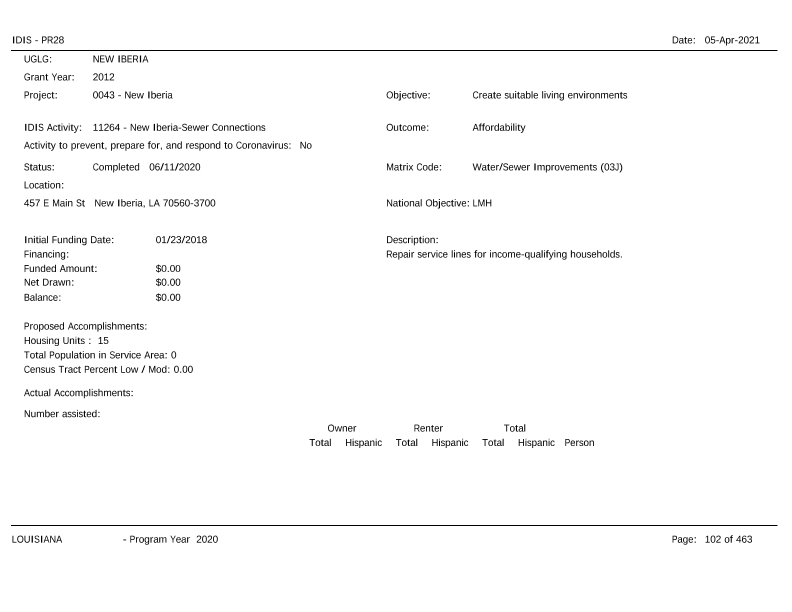 IDIS - PR28 Date: 05-Apr-2021
UGLG: NEW IBERIA
Grant Year: 2012
Project: 0043 - New Iberia Objective: Create suitable living environments
IDIS Activity: 11264 - New Iberia-Sewer Connections Outcome: Affordability
Activity to prevent, prepare for, and respond to Coronavirus: No
Status: Completed 06/11/2020 Matrix Code: Water/Sewer Improvements (03J)
Location:
457 E Main St New Iberia, LA 70560-3700 National Objective: LMH
Initial Funding Date: 01/23/2018 Description:
Financing: Repair service lines for income-qualifying households.
Funded Amount: $0.00
Net Drawn: $0.00
Balance: $0.00
Proposed Accomplishments:
Housing Units : 15
Total Population in Service Area: 0
Census Tract Percent Low / Mod: 0.00
Actual Accomplishments:
Number assisted:
Owner Renter Total
Total Hispanic Total Hispanic Total Hispanic Person
LOUISIANA - Program Year 2020 Page: 102 of 463